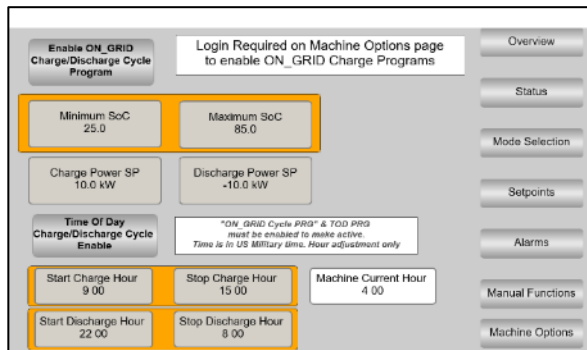 Enable ON_GRID
Charge/Discharge Cycle
Program
Login Required on Machine Options page
to enable ON_GRID Charge Programs
Overview
Status
Minimum SoC
25.0
Maximum SoC
85.0
Mode Selection
Charge Power SP
10.0 kW
Discharge Power SP
-10.0 kW
Setpoints
Time Of Day
Charge/Discharge Cycle
Enable
"ON_GRID Cycle PRG" & TOD PRG
must be enabled to make active.
Time is in US Military time. Hour adjustment only
Alarms
Start Charge Hour
9 00
Stop Charge Hour
15 00
Machine Current Hour
4 00
Manual Functions
Start Discharge Hour
22 00
Stop Discharge Hour
8 00
Machine Options